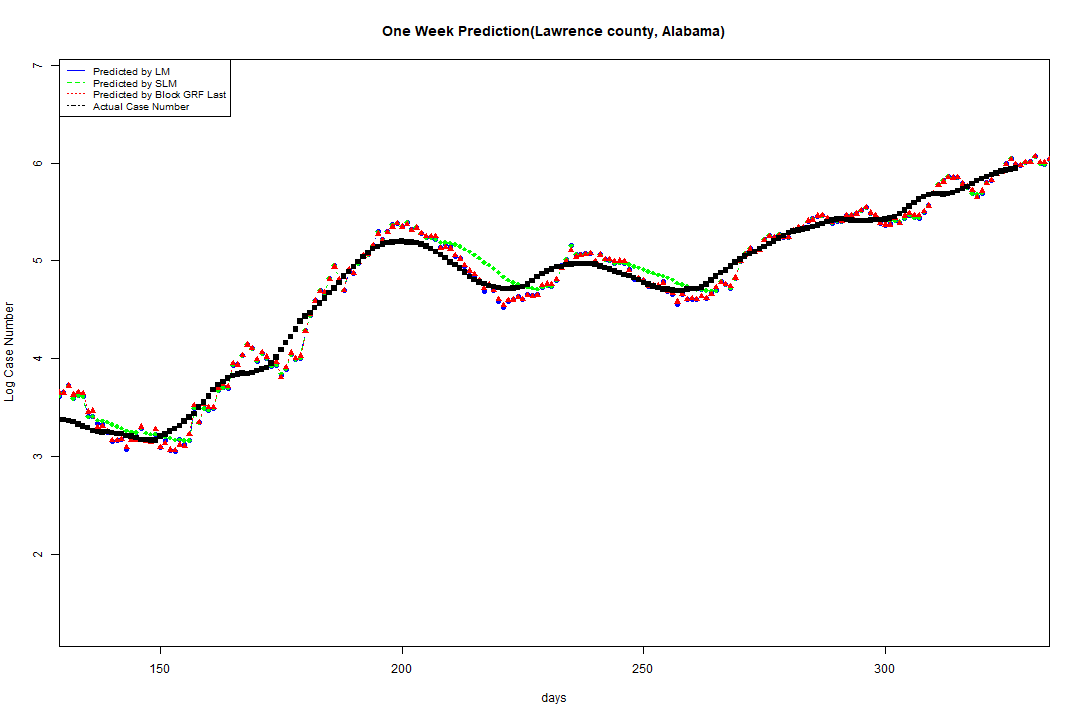 One Week Prediction(Lawrence county, Alabama)
Predicted by LM
Predicted by SLM
Predicted by Block GRF Last
Actual Case Number
7
6
5
4
3
2
Log Case Number
150 200 250 300
days